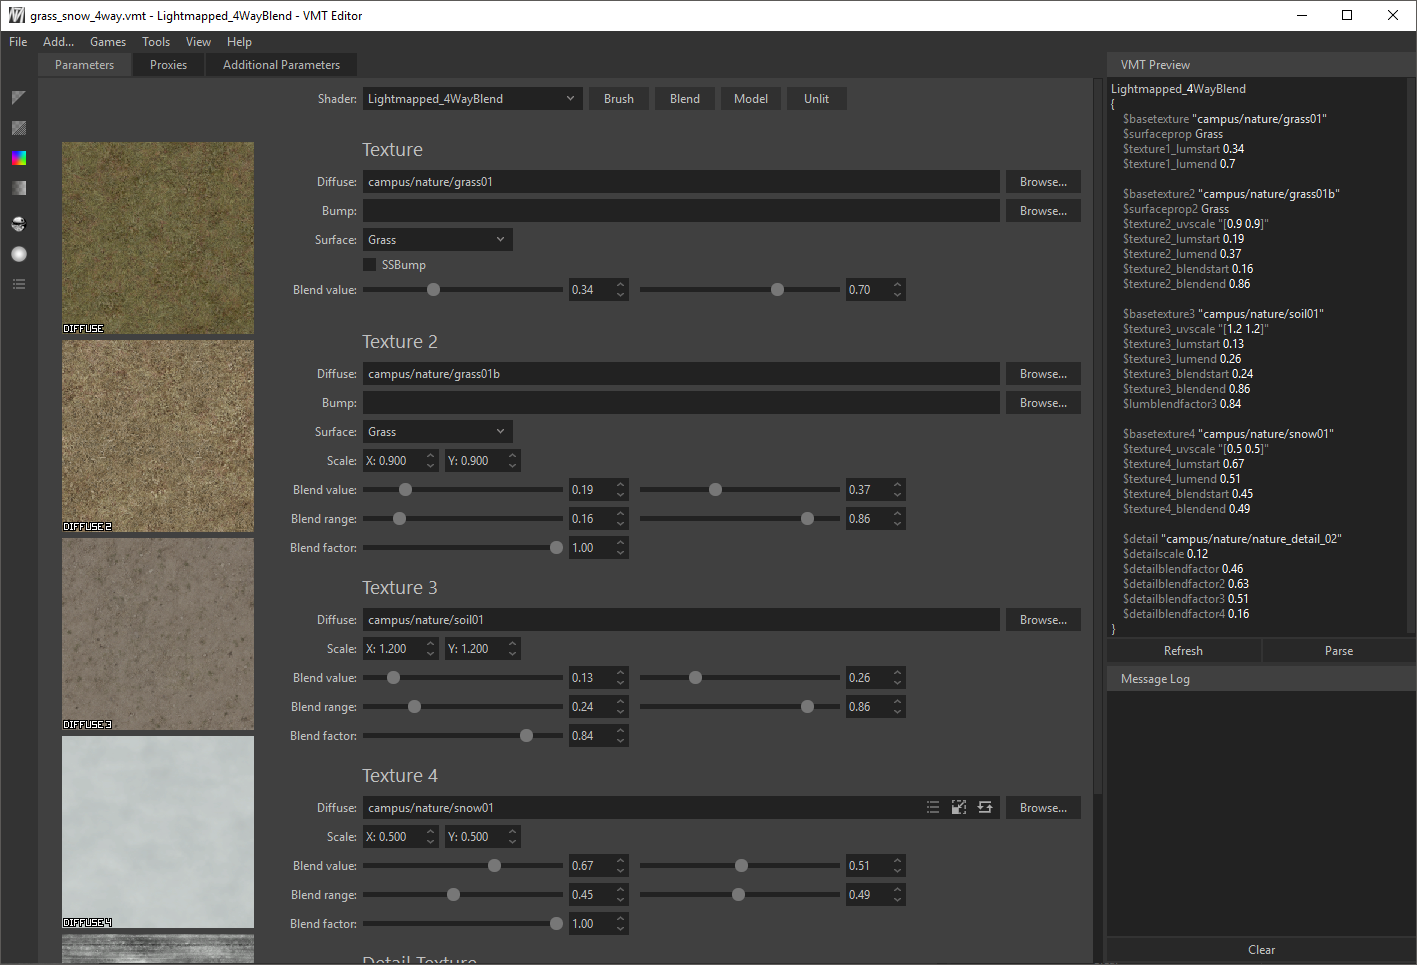 grass_snow_4way.vmt - Lightmapped_4WayBlend - VMT Editor
File Add... Games Tools View Help
Parameters Proxies Additional Parameters
Shader: Lightmapped_4WayBlend Brush Blend Model Unlit
Texture
Diffuse: campus/nature/grass01 Browse...
Bump: Browse...
Surface: Grass
SSBump
Blend value: 0.34 0.70
DIFFUSE
Texture 2
Diffuse: campus/nature/grass01b Browse...
Bump: Browse...
Surface: Grass
Scale: X: 0.900 Y: 0.900
Blend value: 0.19 0.37
Blend range: 0.16 0.86
DIFFUSE 2
Blend factor: 1.00
Texture 3
Diffuse: campus/nature/soil01 Browse...
Scale: X: 1.200 Y: 1.200
Blend value: 0.13 0.26
Blend range: 0.24 0.86
DIFFUSE 3
Blend factor: 0.84
Texture 4
Diffuse: campus/nature/snow01 Browse...
Scale: X: 0.500 Y: 0.500
Blend value: 0.67 0.51
Blend range: 0.45 0.49
DIFFUSE 4
Blend factor: 1.00
Detail Texture
VMT Preview
Lightmapped_4WayBlend
{
$basetexture "campus/nature/grass01"
$surfaceprop Grass
$texture1_lumstart 0.34
$texture1_lumend 0.7
$basetexture2 "campus/nature/grass01b"
$surfaceprop2 Grass
$texture2_uvscale "[0.9 0.9]"
$texture2_lumstart 0.19
$texture2_lumend 0.37
$texture2_blendstart 0.16
$texture2_blendend 0.86
$basetexture3 "campus/nature/soil01"
$texture3_uvscale "[1.2 1.2]"
$texture3_lumstart 0.13
$texture3_lumend 0.26
$texture3_blendstart 0.24
$texture3_blendend 0.86
$lumblendfactor3 0.84
$basetexture4 "campus/nature/snow01"
$texture4_uvscale "[0.5 0.5]"
$texture4_lumstart 0.67
$texture4_lumend 0.51
$texture4_blendstart 0.45
$texture4_blendend 0.49
$detail "campus/nature/nature_detail_02"
$detailscale 0.12
$detailblendfactor 0.46
$detailblendfactor2 0.63
$detailblendfactor3 0.51
$detailblendfactor4 0.16
}
Refresh Parse
Message Log
Clear